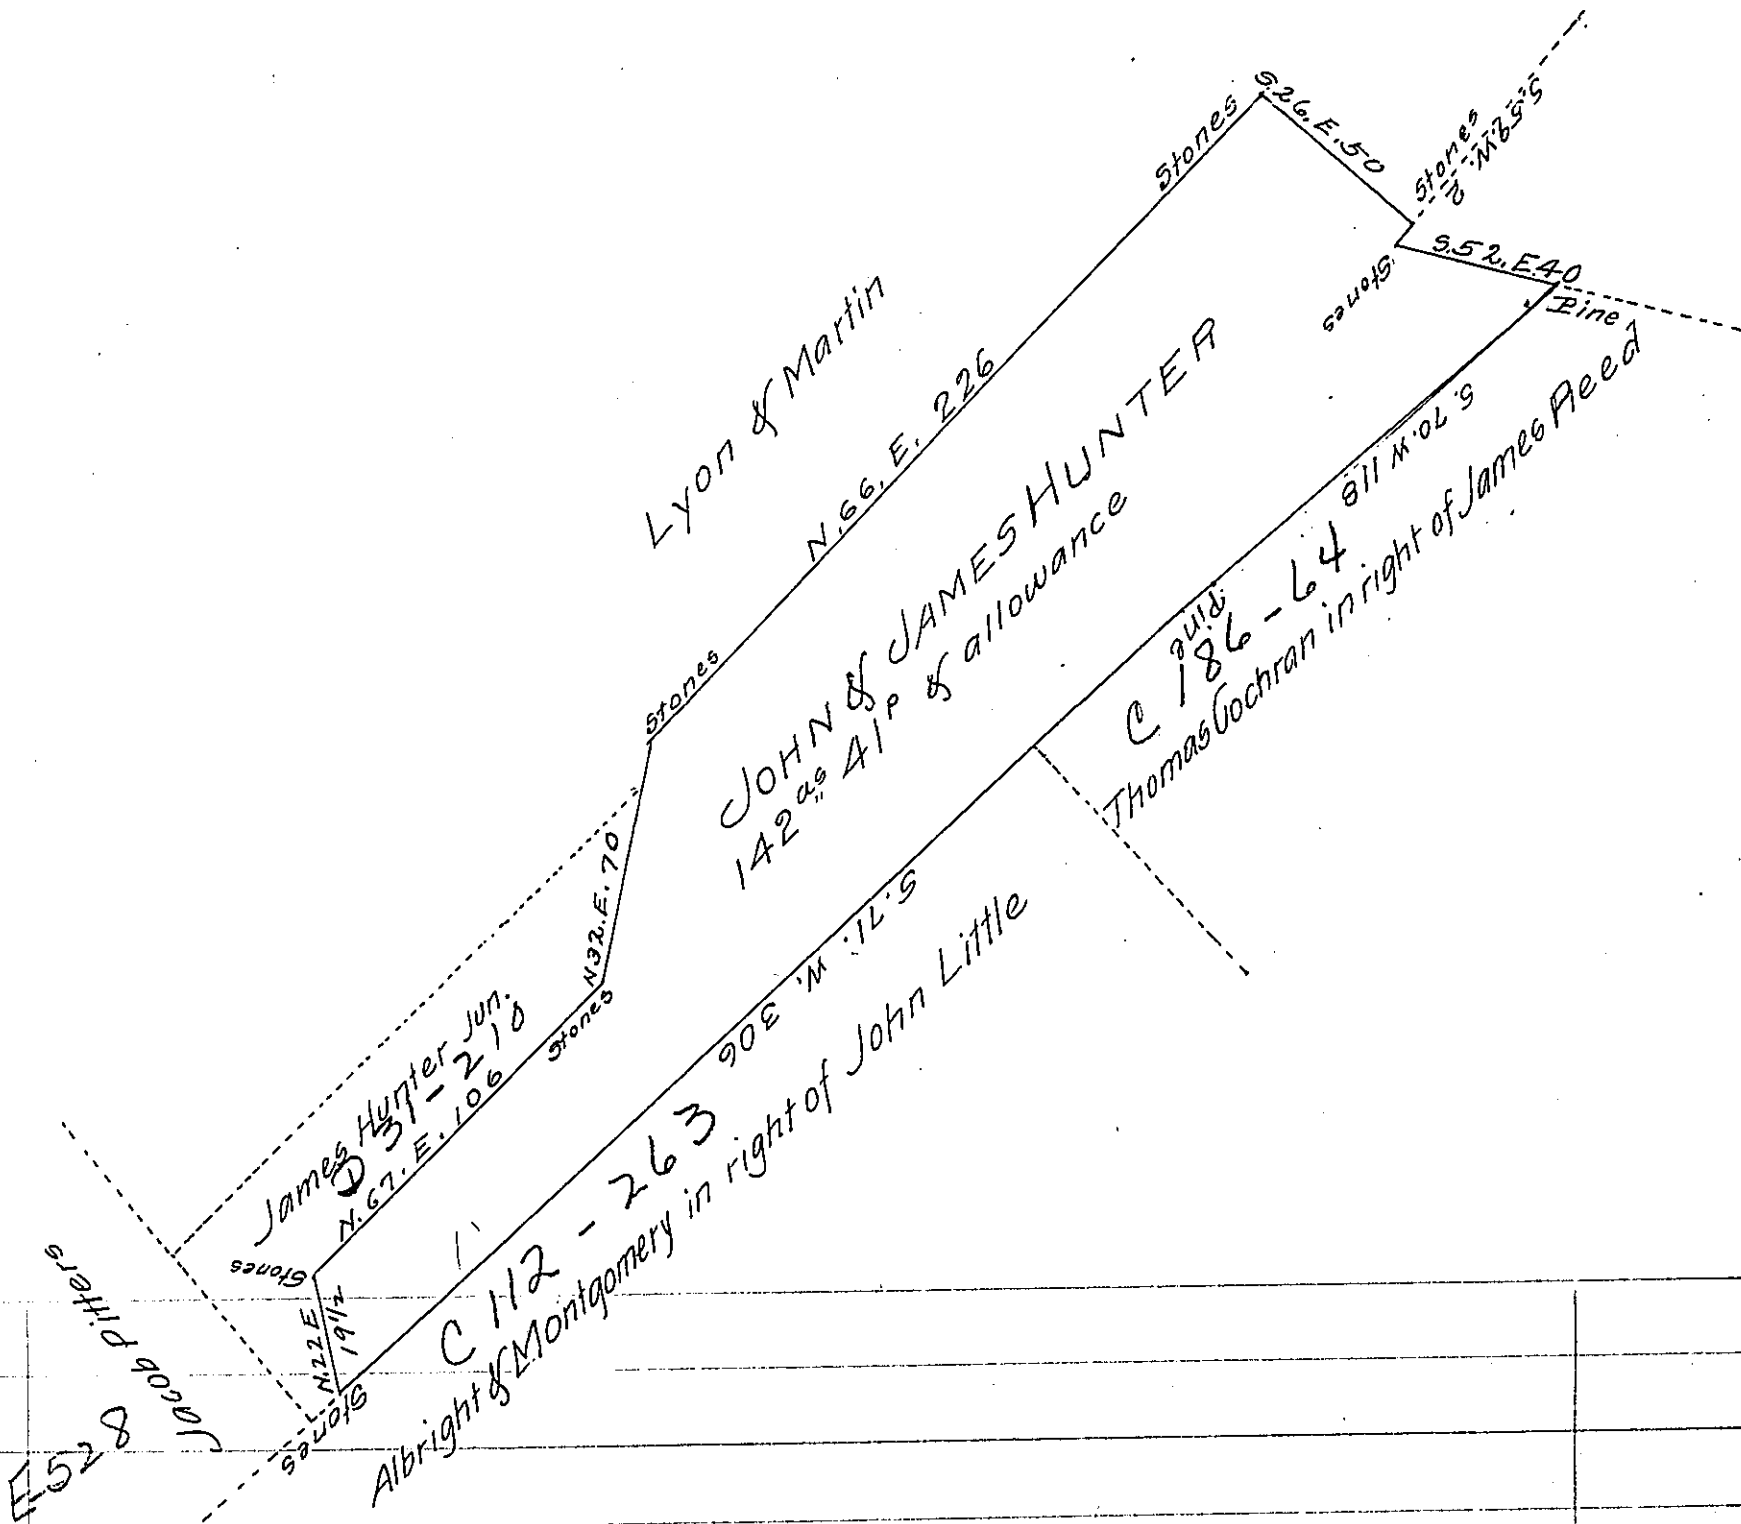 S.26.E.50
Stones
Stones
S.52.E.40
Pine
Stones
Stones
Lyon & Martin
N.66.E. 226
JOHN & JAMES HUNTER
142 as 41 P & allowance
S.70.W 118
Pine
C 186-64
Thomas Cochran in right of James Reed
Stones
N32.E.70
Stones
S.71. W. 306
James Hunter Jun.
D 31-210
N.67.E.106
Stones
N.22E
19 1/2
Stones
C 112-263
Albright & Montgomery in right of John Little
Jacob Pitters
E-528